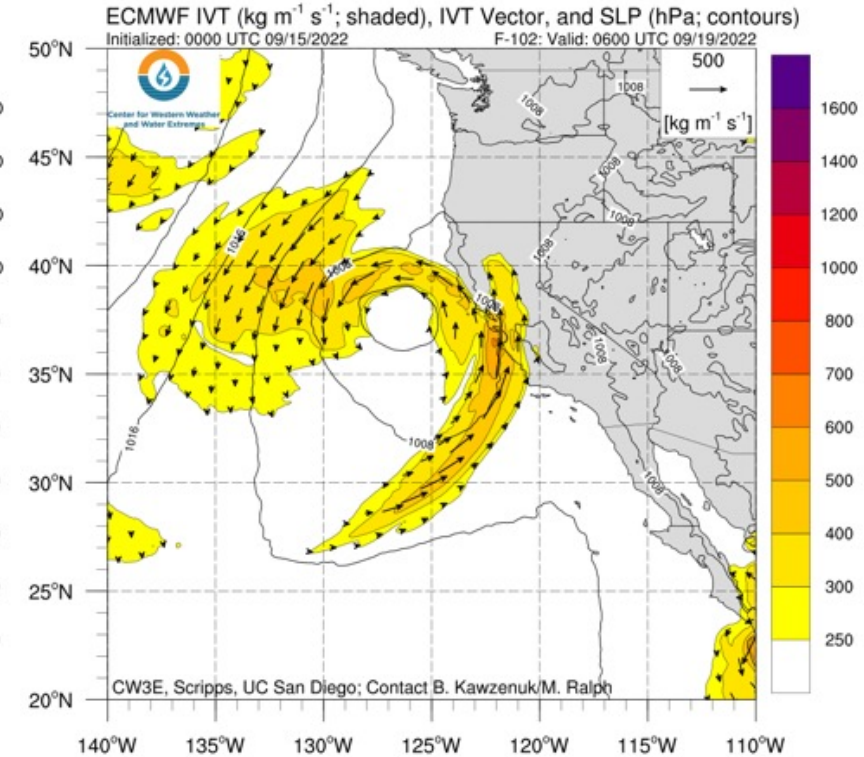 ECMWF IVT (kg m⁻¹ s⁻¹; shaded), IVT Vector, and SLP (hPa; contours)
Initialized: 0000 UTC 09/15/2022 F-102: Valid: 0600 UTC 09/19/2022
50°N
Center for Western Weather
and Water Extremes
500
[kg m⁻¹ s⁻¹]
1008
1008
1600
45°N
1400
1008
1200
1008
1016
1008
40°N
1008
1000
1008
800
1008
1008
35°N
700
1016
1008
600
30°N
1008
500
400
25°N
300
250
CW3E, Scripps, UC San Diego; Contact B. Kawzenuk/M. Ralph
20°N
140°W 135°W 130°W 125°W 120°W 115°W 110°W